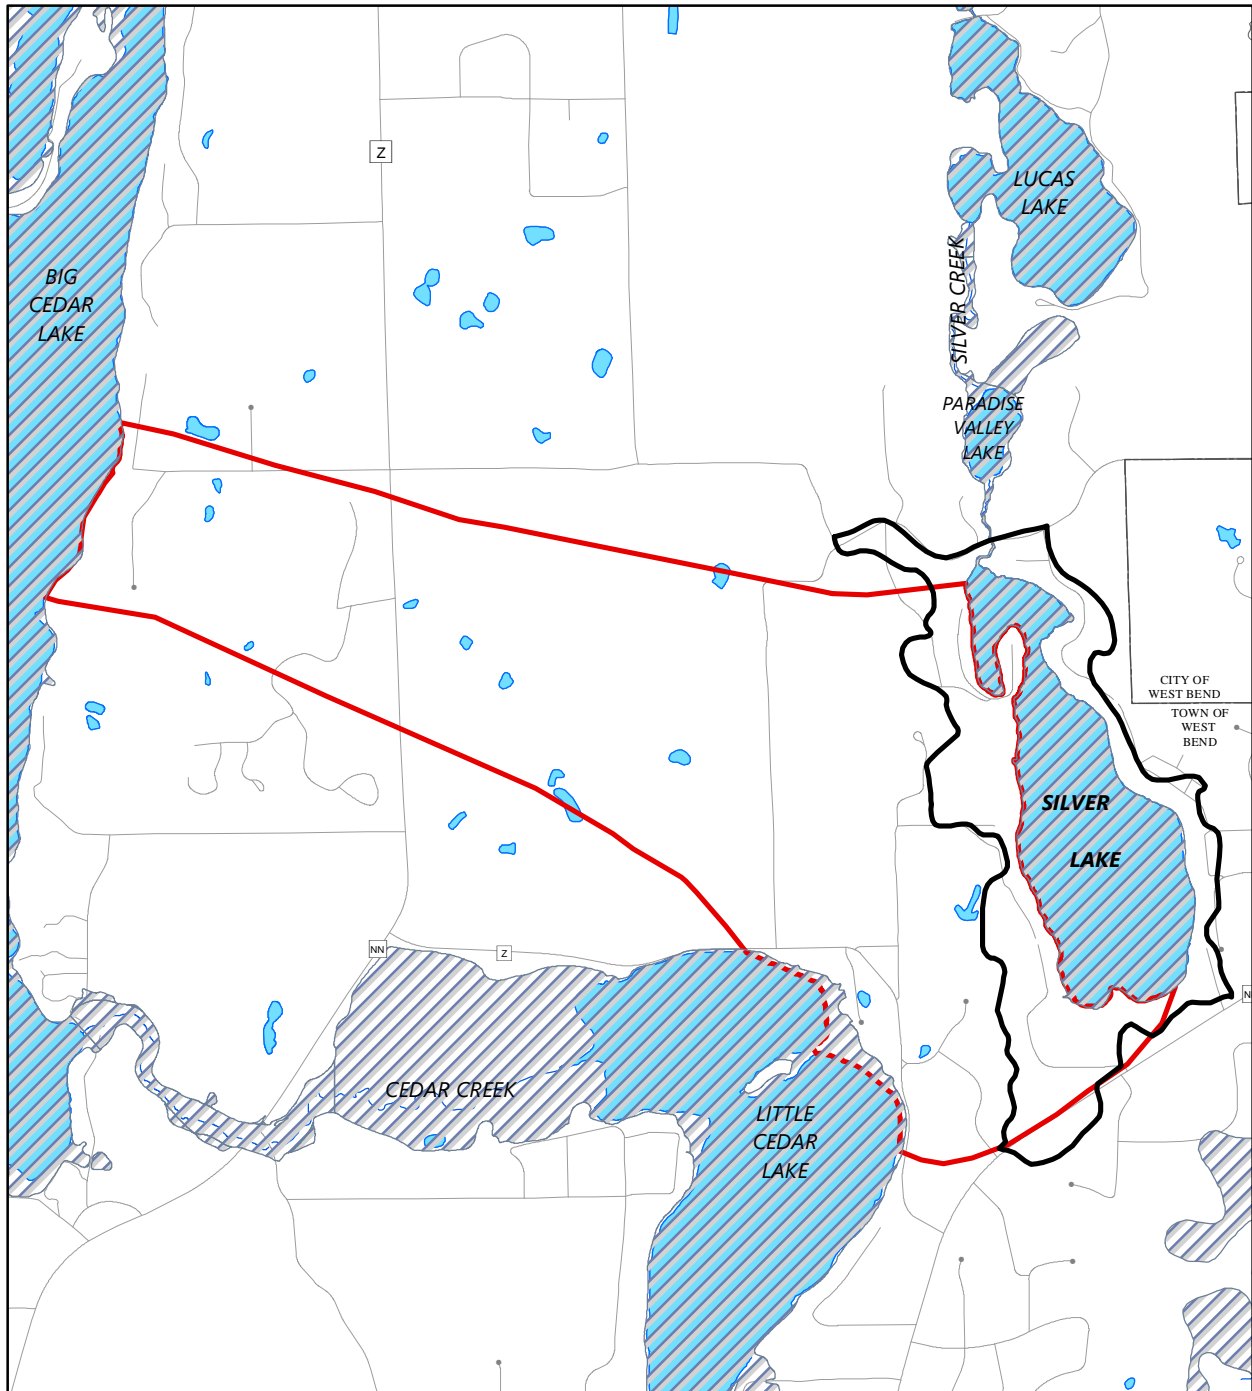 Z
LUCAS
LAKE
SILVER CREEK
BIG
CEDAR
LAKE
PARADISE
VALLEY
LAKE
CITY OF
WEST BEND
TOWN OF
WEST
BEND
SILVER
LAKE
NN
Z
N
CEDAR CREEK
LITTLE
CEDAR
LAKE